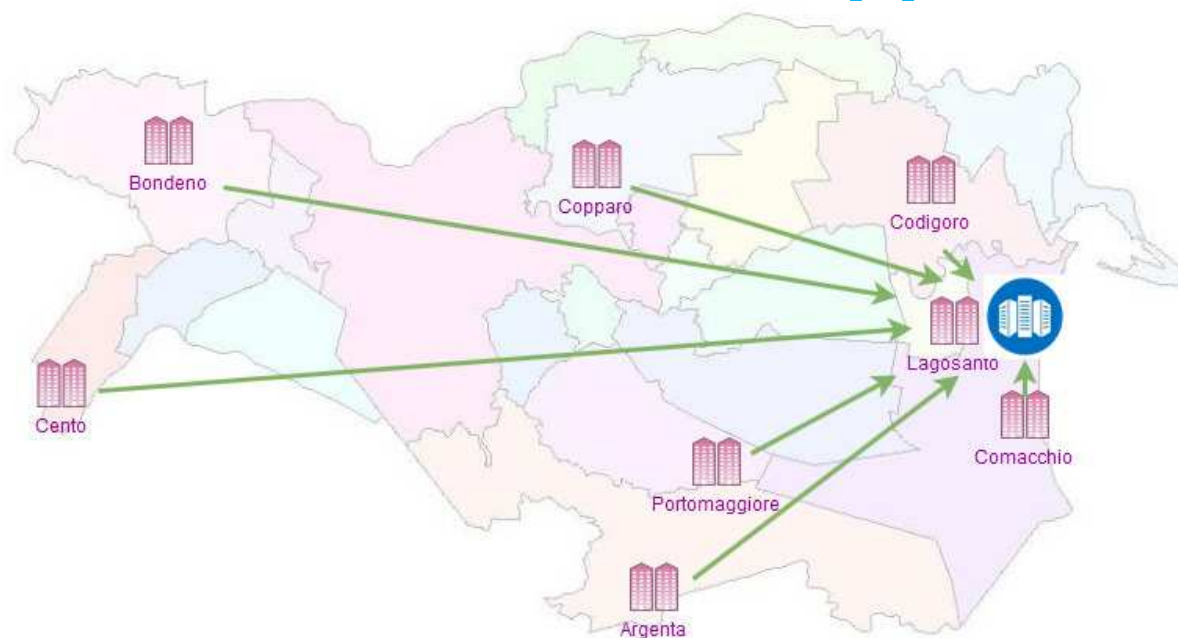 Bondeno
Copparo
Codigoro
Lagosanto
Cento
Comacchio
Portomaggiore
Argenta